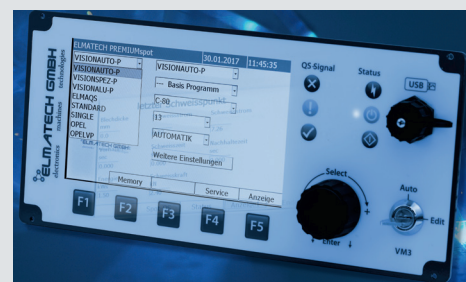 ELMATECH PREMIUMspot 30.01.2017 11:45:35
VISIONAUTO-P
VISIONAUTO-P
VISIONSPEZ-P
VISIONALU-P
ELMAQS
STANDARD
SINGLE
OPEL
OPELVP
VISIONAUTO-P
Basis Programm
C 80
13
AUTOMATIK
Weitere Einstellungen
letzter Schweisspunkt
Memory
Service
Anzeige
F1
F2
F3
F4
F5
ELMATECH GMBH
electronics machines technologies
QS-Signal
Status
USB
Select
+
Enter
Auto
Edit
VM3